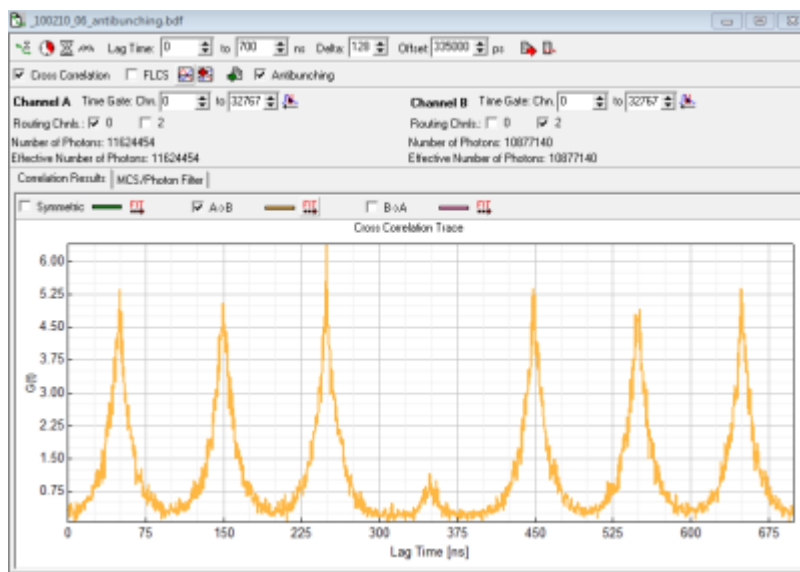 _100210_06_antibunching.bdf
Lag Time: 0 to 700 ns Delta: 128 Offset: 335000 ps
Cross Correlation FLCS Antibunching
Channel A Time Gate: Chn. 0 to 32767 Channel B Time Gate: Chn. 0 to 32767
Routing Chnls.: 0 2 Routing Chnls.: 0 2
Number of Photons: 11624454 Number of Photons: 10877140
Effective Number of Photons: 11624454 Effective Number of Photons: 10877140
Correlation Results MCS/Photon Filter
Symmetric FIT A->B FIT B->A FIT
Cross Correlation Trace
6.00
5.25
4.50
3.75
3.00
2.25
1.50
0.75
G(t)
0 75 150 225 300 375 450 525 600 675
Lag Time [ns]